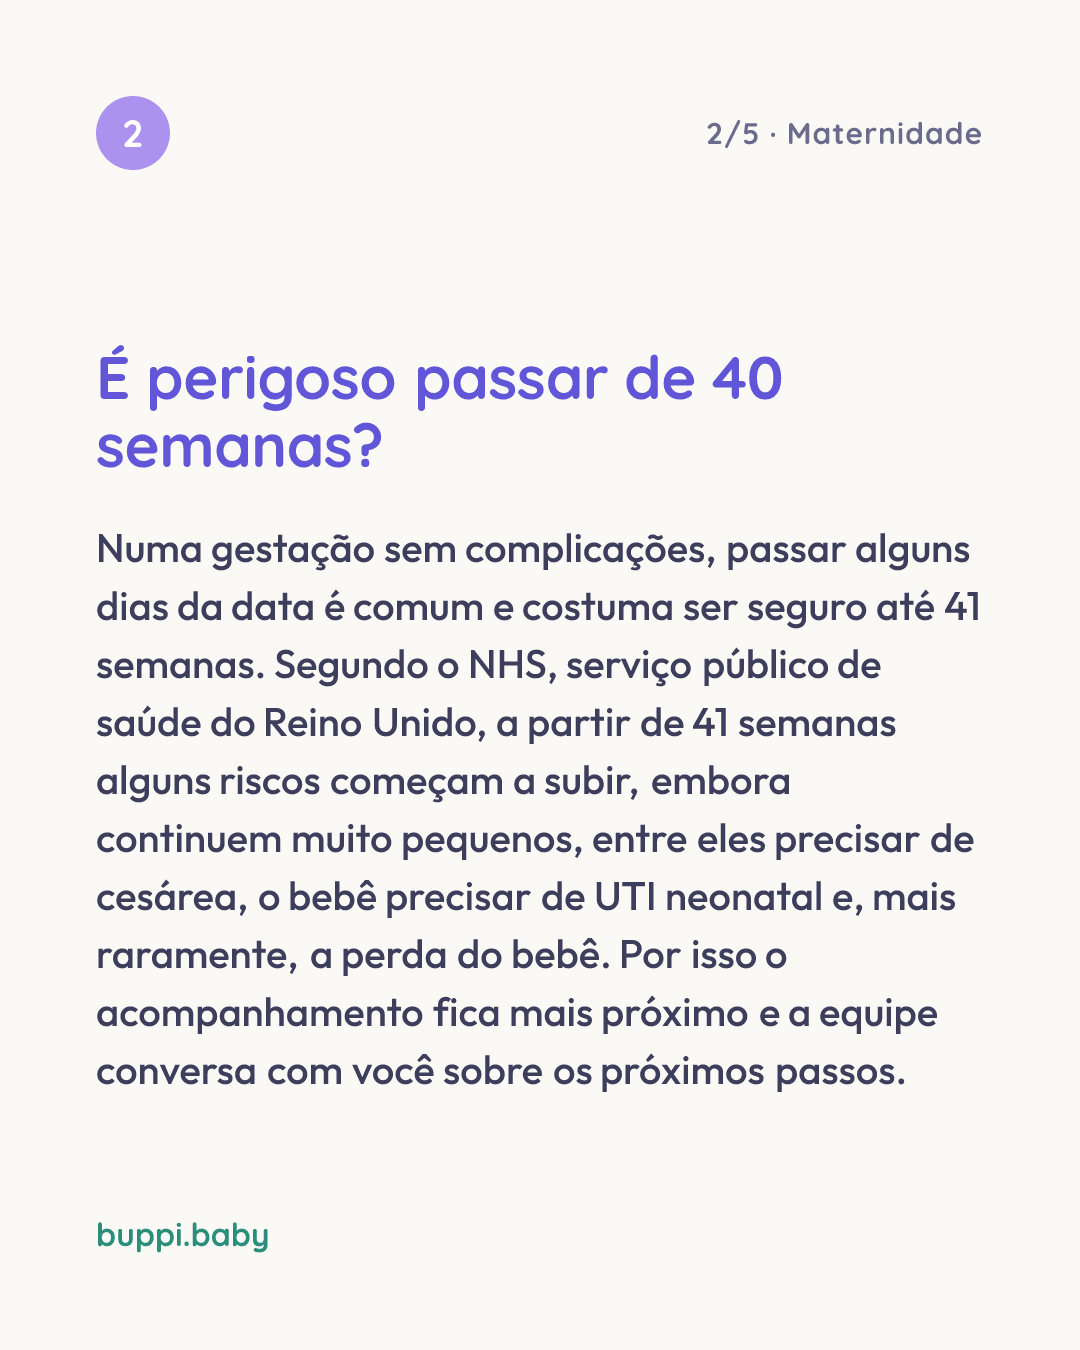 2
2/5 · Maternidade
É perigoso passar de 40
semanas?
Numa gestação sem complicações, passar alguns
dias da data é comum e costuma ser seguro até 41
semanas. Segundo o NHS, serviço público de
saúde do Reino Unido, a partir de 41 semanas
alguns riscos começam a subir, embora
continuem muito pequenos, entre eles precisar de
cesárea, o bebê precisar de UTI neonatal e, mais
raramente, a perda do bebê. Por isso o
acompanhamento fica mais próximo e a equipe
conversa com você sobre os próximos passos.
buppi.baby